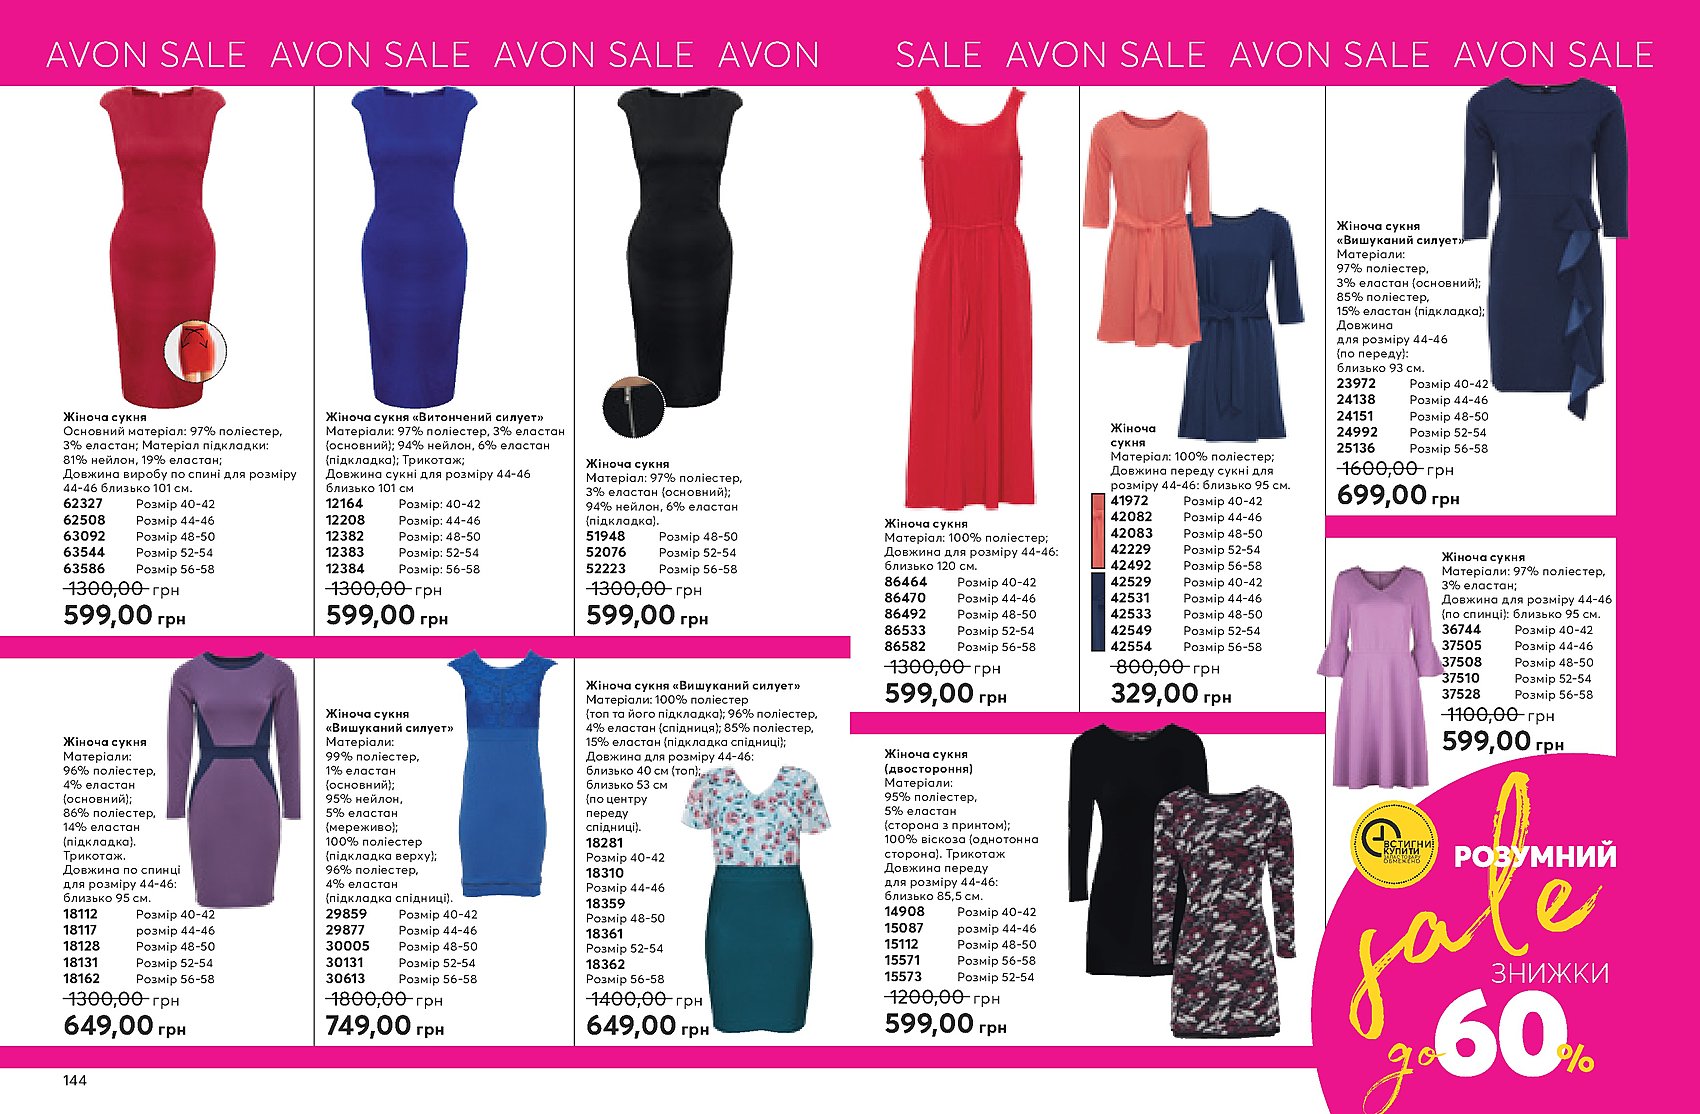 AVON SALE AVON SALE AVON SALE AVON
SALE AVON SALE AVON SALE AVON SALE
Жіноча сукня
Основний матеріал: 97% поліестер,
3% еластан; Матеріал підкладки:
81% нейлон, 19% еластан;
Довжина виробу по спині для розміру
44-46 близько 101 см.
62327 Розмір 40-42
62508 Розмір 44-46
63092 Розмір 48-50
63544 Розмір 52-54
63586 Розмір 56-58
1300,00 грн
599,00 грн
Жіноча сукня «Витончений силует»
Матеріали: 97% поліестер, 3% еластан
(основний); 94% нейлон, 6% еластан
(підкладка); Трикотаж;
Довжина сукні для розміру 44-46
близько 101 см
12164 Розмір: 40-42
12208 Розмір: 44-46
12382 Розмір: 48-50
12383 Розмір: 52-54
12384 Розмір: 56-58
1300,00 грн
599,00 грн
Жіноча сукня
Матеріал: 97% поліестер,
3% еластан (основний);
94% нейлон, 6% еластан
(підкладка).
51948 Розмір 48-50
52076 Розмір 52-54
52223 Розмір 56-58
1300,00 грн
599,00 грн
Жіноча сукня
Матеріали:
96% поліестер,
4% еластан
(основний);
86% поліестер,
14% еластан
(підкладка).
Трикотаж.
Довжина по спинці
для розміру 44-46:
близько 95 см.
18112 Розмір 40-42
18117 розмір 44-46
18128 Розмір 48-50
18131 Розмір 52-54
18162 Розмір 56-58
1300,00 грн
649,00 грн
Жіноча сукня
«Вишуканий силует»
Матеріали:
99% поліестер,
1% еластан
(основний);
95% нейлон,
5% еластан
(мереживо);
100% поліестер
(підкладка верху);
96% поліестер,
4% еластан
(підкладка спідниці).
29859 Розмір 40-42
29877 Розмір 44-46
30005 Розмір 48-50
30131 Розмір 52-54
30613 Розмір 56-58
1800,00 грн
749,00 грн
Жіноча сукня «Вишуканий силует»
Матеріали: 100% поліестер
(топ та його підкладка); 96% поліестер,
4% еластан (спідниця); 85% поліестер,
15% еластан (підкладка спідниці);
Довжина для розміру 44-46:
близько 40 см (топ);
близько 53 см
(по центру
переду
спідниці).
18281
Розмір 40-42
18310
Розмір 44-46
18359
Розмір 48-50
18361
Розмір 52-54
18362
Розмір 56-58
1400,00 грн
649,00 грн
144
Жіноча сукня
Матеріал: 100% поліестер;
Довжина для розміру 44-46:
близько 120 см.
86464 Розмір 40-42
86470 Розмір 44-46
86492 Розмір 48-50
86533 Розмір 52-54
86582 Розмір 56-58
1300,00 грн
599,00 грн
Жіноча
сукня
Матеріал: 100% поліестер;
Довжина переду сукні для
розміру 44-46: близько 95 см.
41972 Розмір 40-42
42082 Розмір 44-46
42083 Розмір 48-50
42229 Розмір 52-54
42492 Розмір 56-58
42529 Розмір 40-42
42531 Розмір 44-46
42533 Розмір 48-50
42549 Розмір 52-54
42554 Розмір 56-58
800,00 грн
329,00 грн
Жіноча сукня
«Вишуканий силует»
Матеріали:
97% поліестер,
3% еластан (основний);
85% поліестер,
15% еластан (підкладка);
Довжина
для розміру 44-46
(по переду):
близько 93 см.
23972 Розмір 40-42
24138 Розмір 44-46
24151 Розмір 48-50
24992 Розмір 52-54
25136 Розмір 56-58
1600,00 грн
699,00 грн
Жіноча сукня
Матеріали: 97% поліестер,
3% еластан;
Довжина для розміру 44-46
(по спинці): близько 95 см.
36744 Розмір 40-42
37505 Розмір 44-46
37508 Розмір 48-50
37510 Розмір 52-54
37528 Розмір 56-58
1100,00 грн
599,00 грн
Жіноча сукня
(двостороння)
Матеріали:
95% поліестер,
5% еластан
(сторона з принтом);
100% віскоза (однотонна
сторона). Трикотаж
Довжина переду
для розміру 44-46:
близько 85,5 см.
14908 Розмір 40-42
15087 розмір 44-46
15112 Розмір 48-50
15571 Розмір 56-58
15573 Розмір 52-54
1200,00 грн
599,00 грн
ВСТИГНИ
КУПИТИ
ЗАПАС ТОВАРУ
ОБМЕЖЕНО
РОЗУМНИЙ
sale
ЗНИЖКИ
до 60%